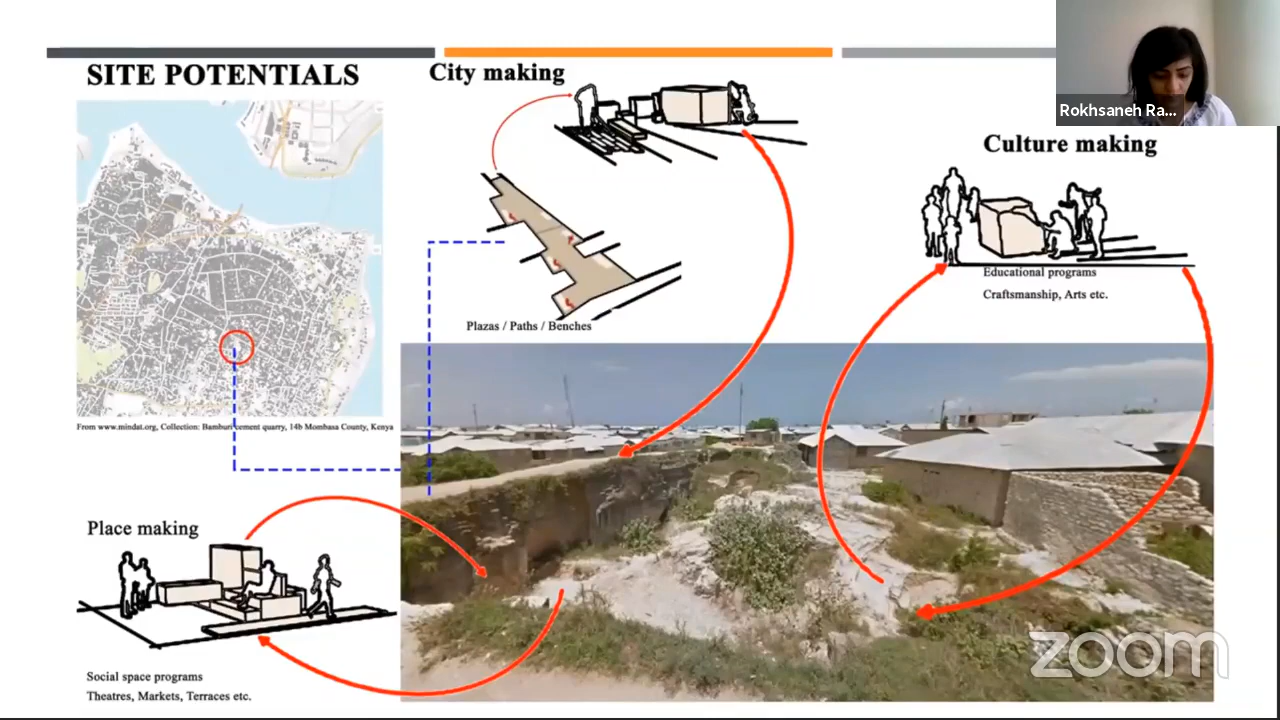 SITE POTENTIALS
City making
Rokhsaneh Ra...
Culture making
Educational programs
Craftsmanship, Arts etc.
Plazas / Paths / Benches
From www.mindat.org, Collection: Bamburi cement quarry, 14b Mombasa County, Kenya
Place making
Social space programs
Theatres, Markets, Terraces etc.
zoom